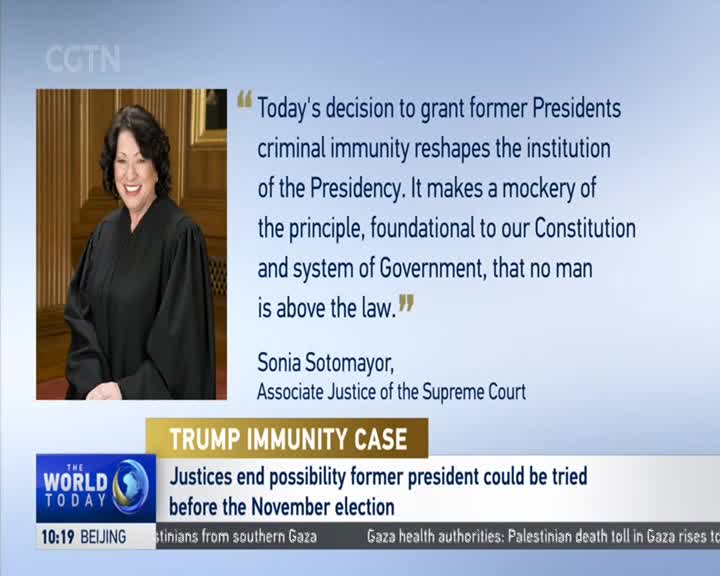 CGTN
“Today's decision to grant former Presidents
criminal immunity reshapes the institution
of the Presidency. It makes a mockery of
the principle, foundational to our Constitution
and system of Government, that no man
is above the law.”
Sonia Sotomayor,
Associate Justice of the Supreme Court
TRUMP IMMUNITY CASE
Justices end possibility former president could be tried
before the November election
THE
WORLD
TODAY
10:19 BEIJING
stinians from southern Gaza Gaza health authorities: Palestinian death toll in Gaza rises to